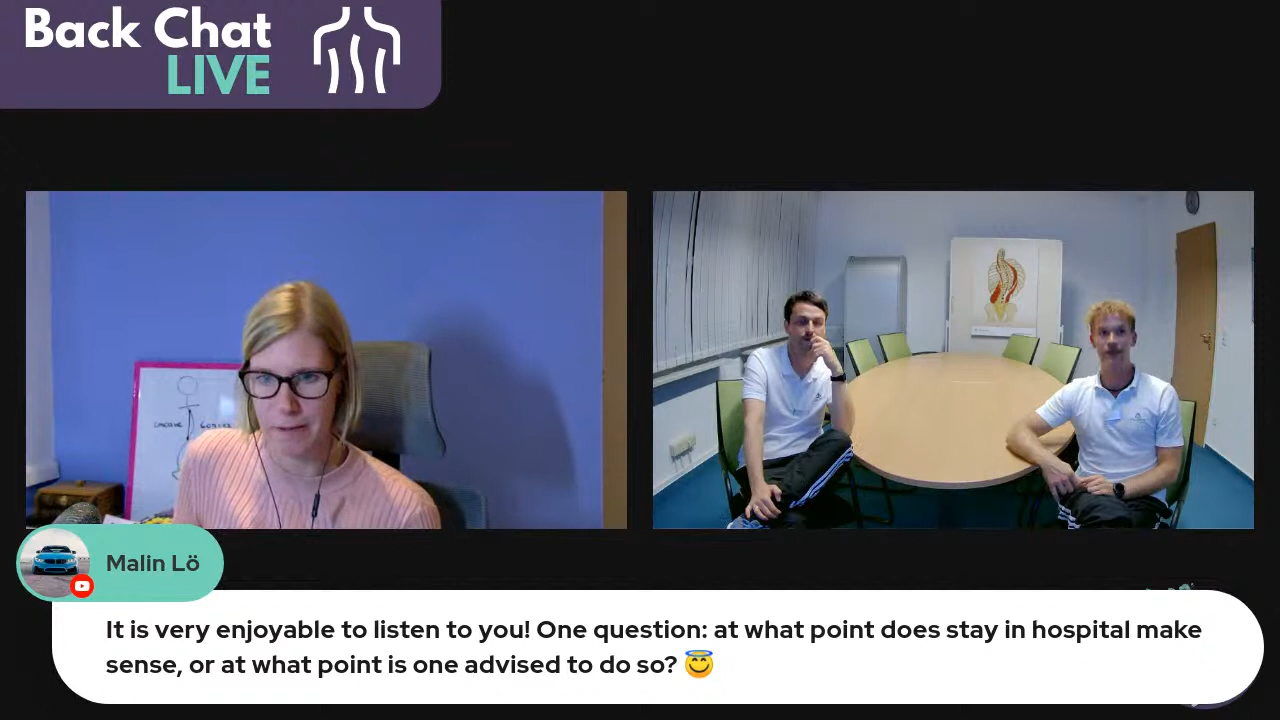 Back Chat
LIVE
Malin Lö
It is very enjoyable to listen to you! One question: at what point does stay in hospital make
sense, or at what point is one advised to do so? 😇